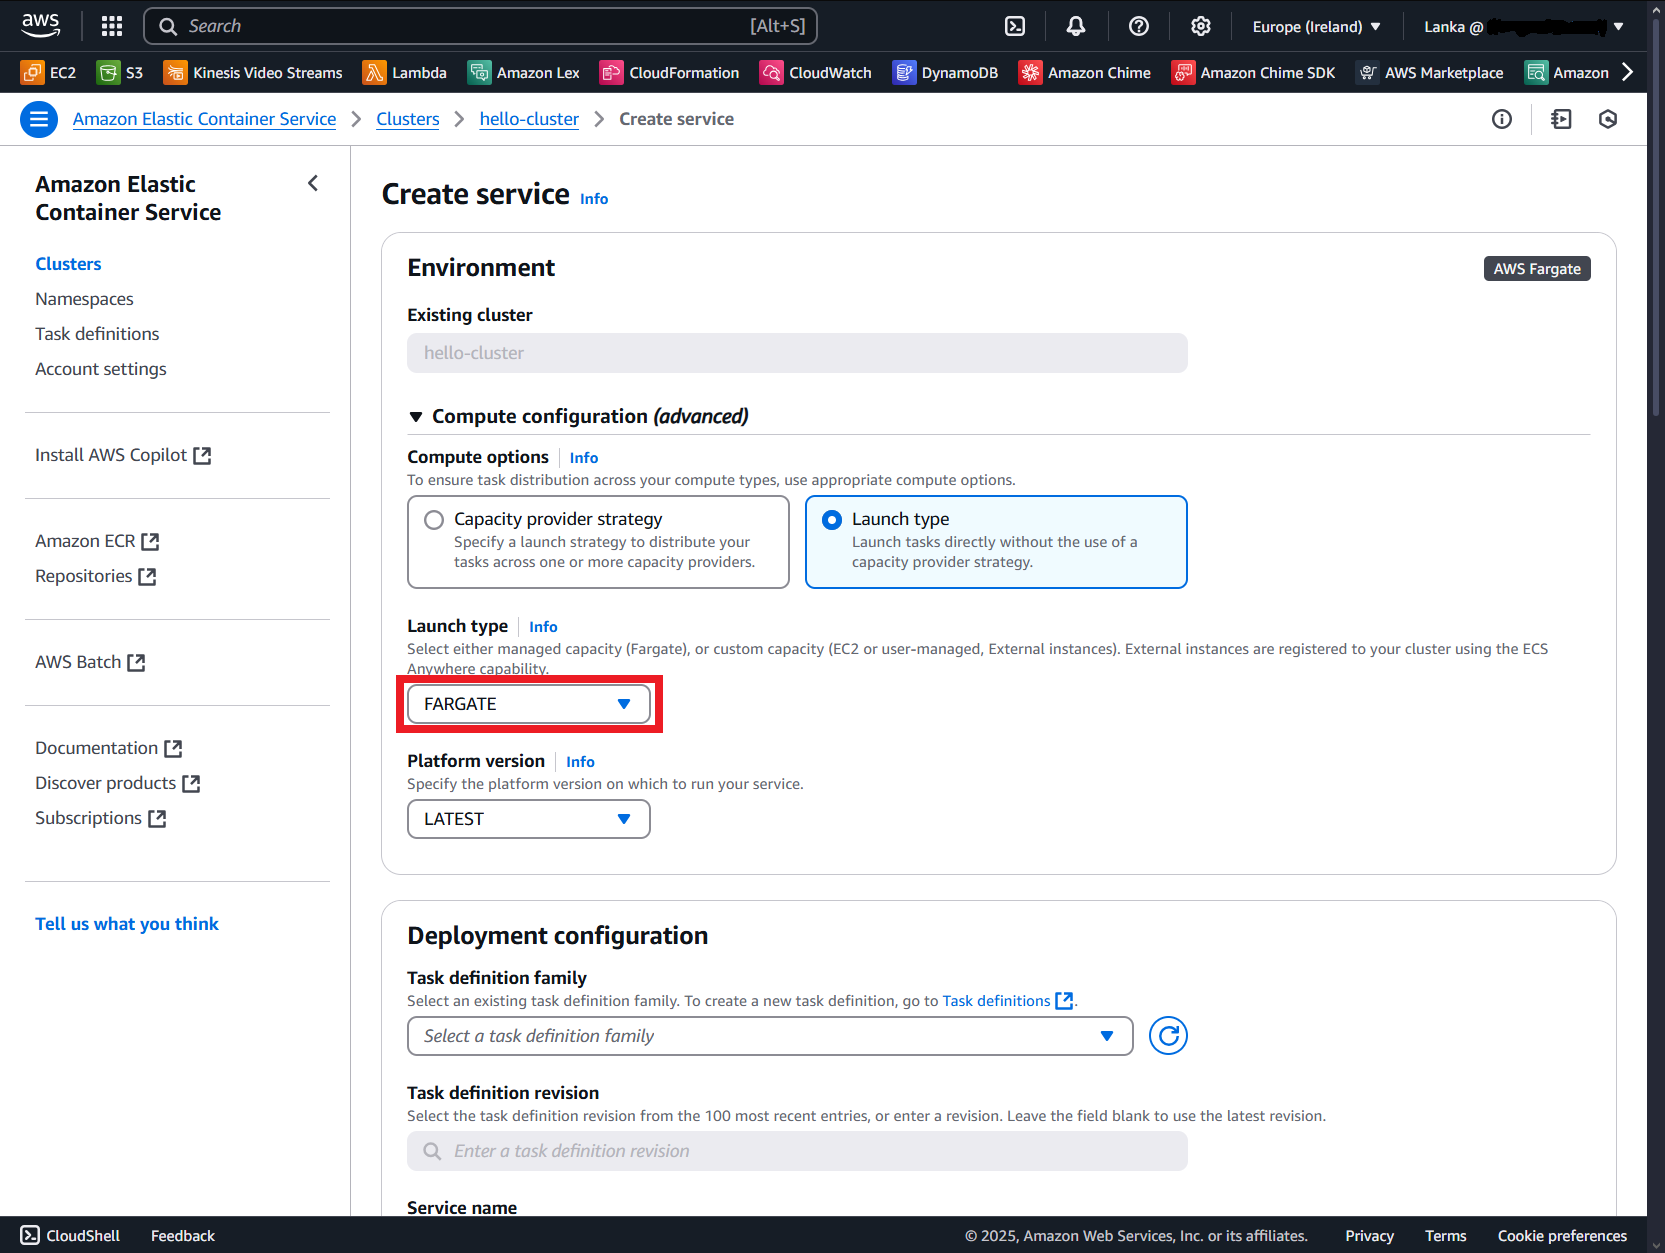 aws
Search [Alt+S]
Europe (Ireland)
Lanka @
EC2 S3 Kinesis Video Streams Lambda Amazon Lex CloudFormation CloudWatch DynamoDB Amazon Chime Amazon Chime SDK AWS Marketplace Amazon
Amazon Elastic Container Service > Clusters > hello-cluster > Create service
Amazon Elastic
Container Service
Clusters
Namespaces
Task definitions
Account settings
Install AWS Copilot
Amazon ECR
Repositories
AWS Batch
Documentation
Discover products
Subscriptions
Tell us what you think
Create service Info
Environment
AWS Fargate
Existing cluster
hello-cluster
Compute configuration (advanced)
Compute options Info
To ensure task distribution across your compute types, use appropriate compute options.
Capacity provider strategy
Specify a launch strategy to distribute your
tasks across one or more capacity providers.
Launch type
Launch tasks directly without the use of a
capacity provider strategy.
Launch type Info
Select either managed capacity (Fargate), or custom capacity (EC2 or user-managed, External instances). External instances are registered to your cluster using the ECS
Anywhere capability.
FARGATE
Platform version Info
Specify the platform version on which to run your service.
LATEST
Deployment configuration
Task definition family
Select an existing task definition family. To create a new task definition, go to Task definitions .
Select a task definition family
Task definition revision
Select the task definition revision from the 100 most recent entries, or enter a revision. Leave the field blank to use the latest revision.
Enter a task definition revision
Service name
CloudShell Feedback © 2025, Amazon Web Services, Inc. or its affiliates. Privacy Terms Cookie preferences